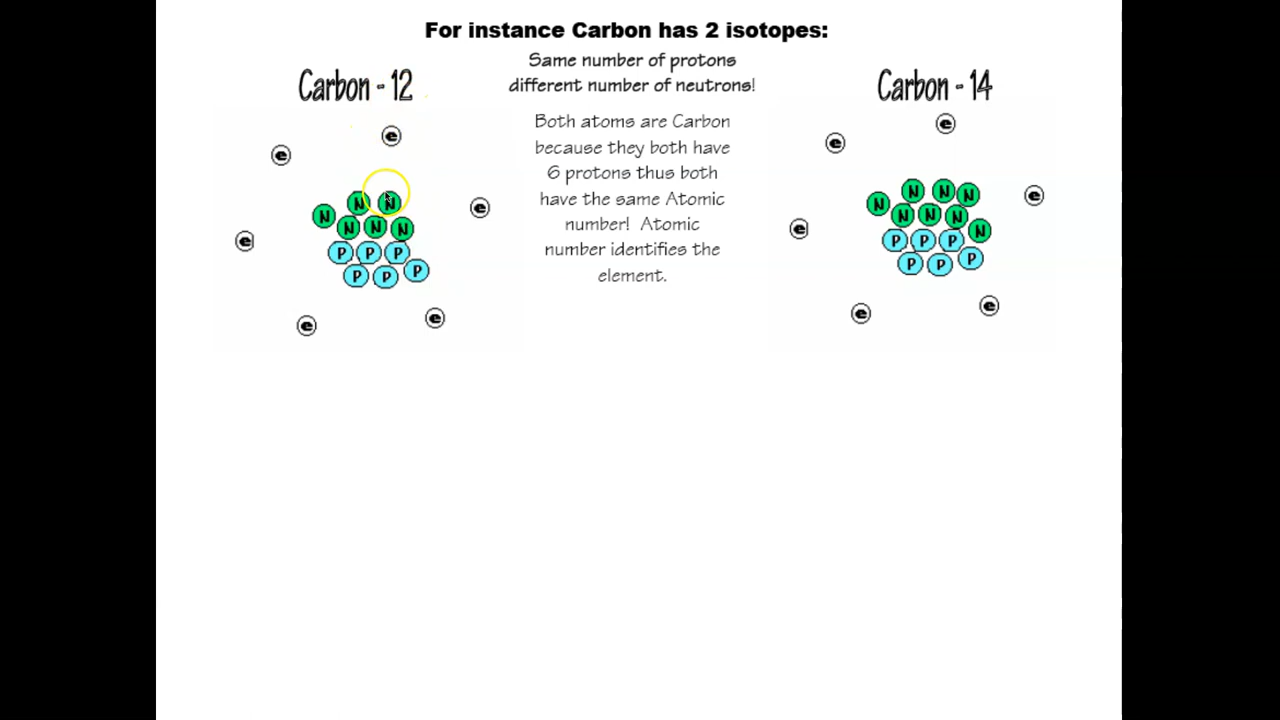 For instance Carbon has 2 isotopes:
Same number of protons
different number of neutrons!
Carbon - 12
Carbon - 14
Both atoms are Carbon
because they both have
6 protons thus both
have the same Atomic
number! Atomic
number identifies the
element.
e
e
e
e
e
e
N N
N
N N N
P P P
P P P
e
e
e
e
e
e
N N N
N
N N N
N
P P P
P P P